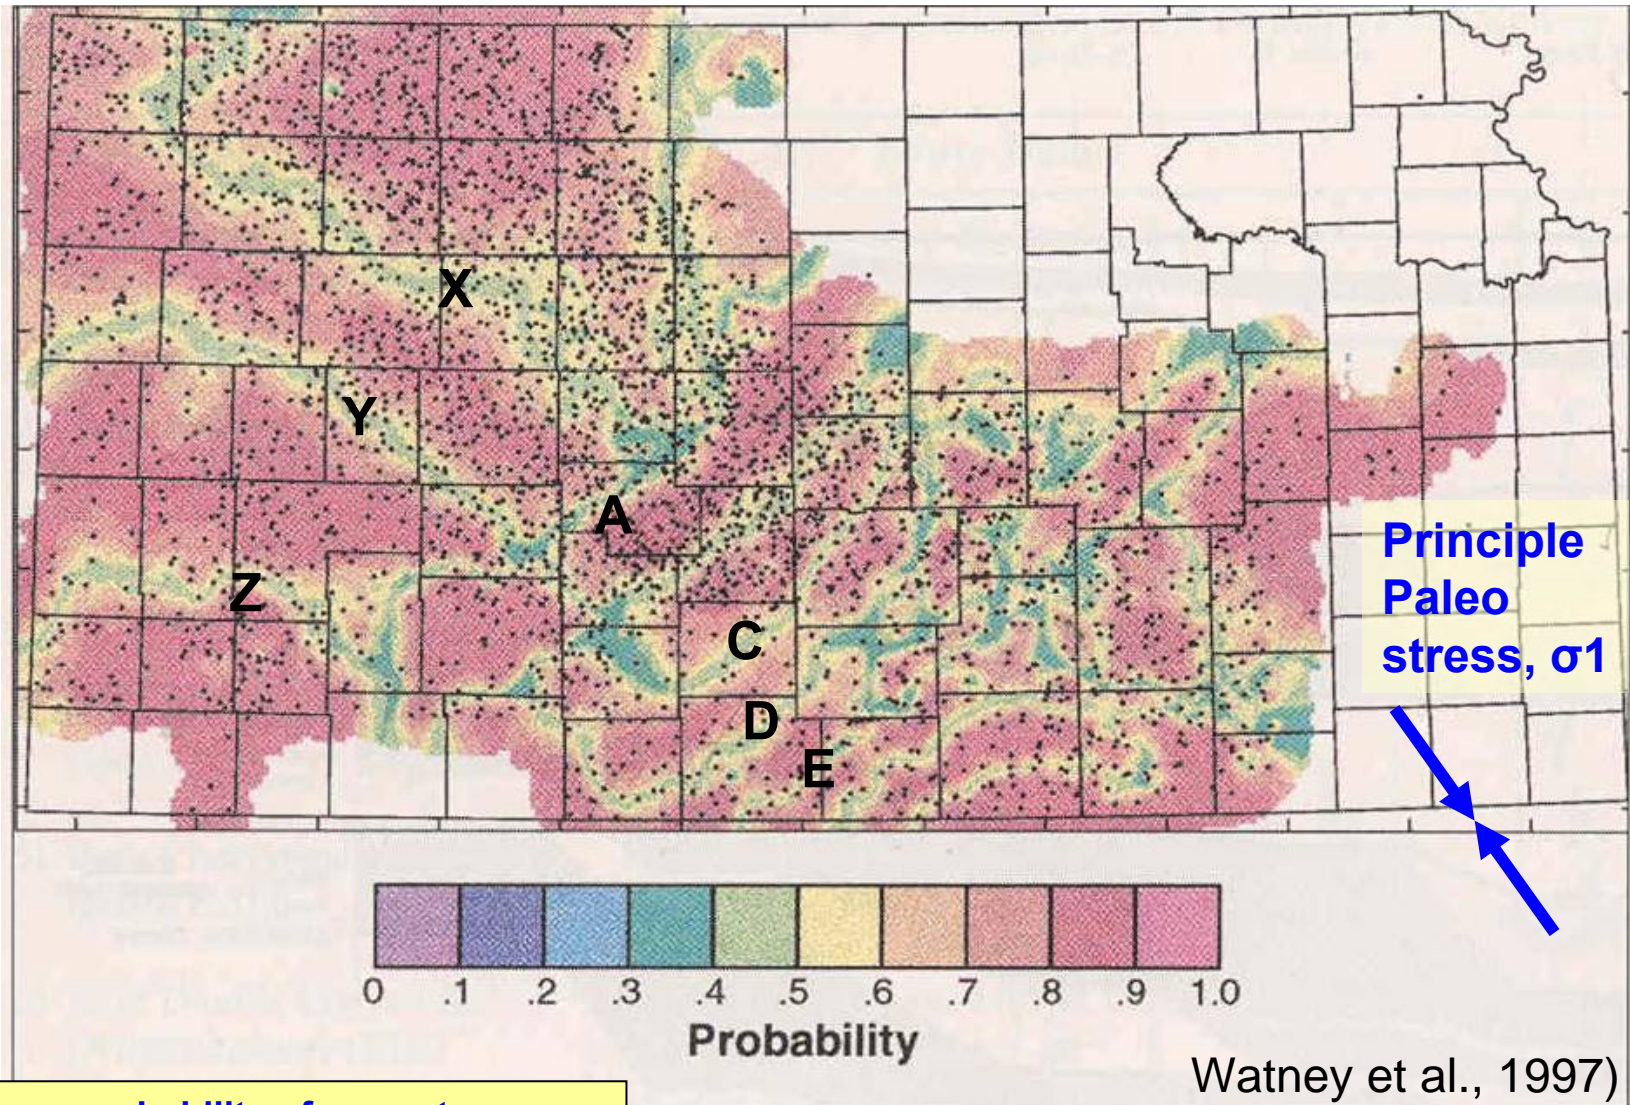 X
Y
A
Z
C
D
E
Principle
Paleo
stress, σ1
0 .1 .2 .3 .4 .5 .6 .7 .8 .9 1.0
Probability
Watney et al., 1997)